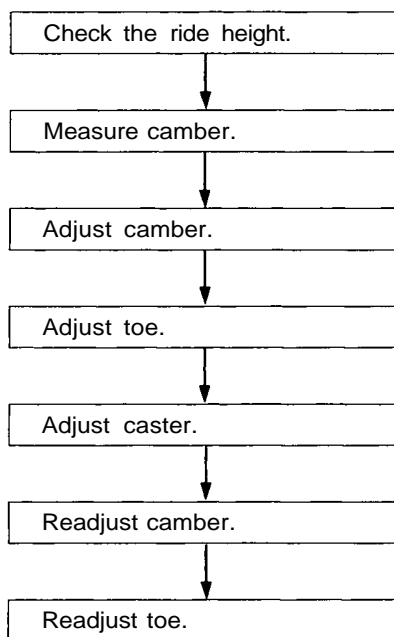 Check the ride height.
Measure camber.
Adjust camber.
Adjust toe.
Adjust caster.
Readjust camber.
Readjust toe.